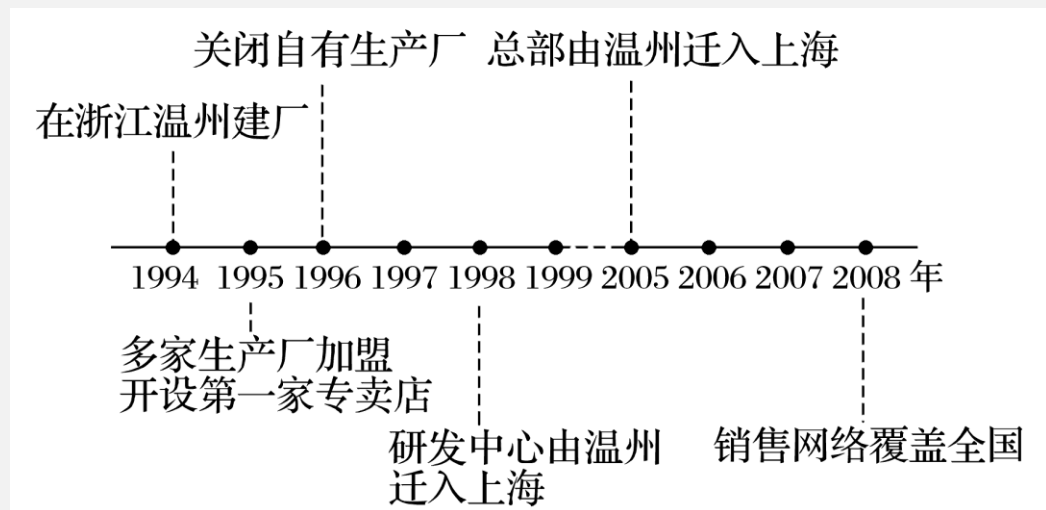 关闭自有生产厂 总部由温州迁入上海
在浙江温州建厂
1994 1995 1996 1997 1998 1999 2005 2006 2007 2008 年
多家生产厂加盟
开设第一家专卖店
研发中心由温州
迁入上海
销售网络覆盖全国